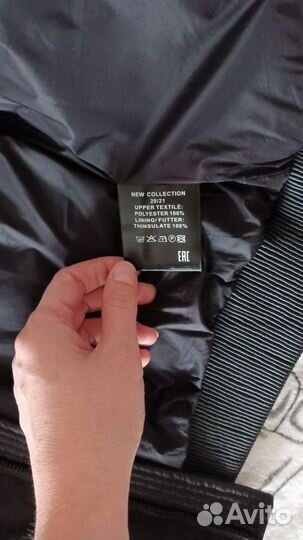 NEW COLLECTION
20/21
UPPER TEXTILE:
POLYESTER 100%
LINING/ FUTTER:
THINSULATE 100%
EAC
Avito